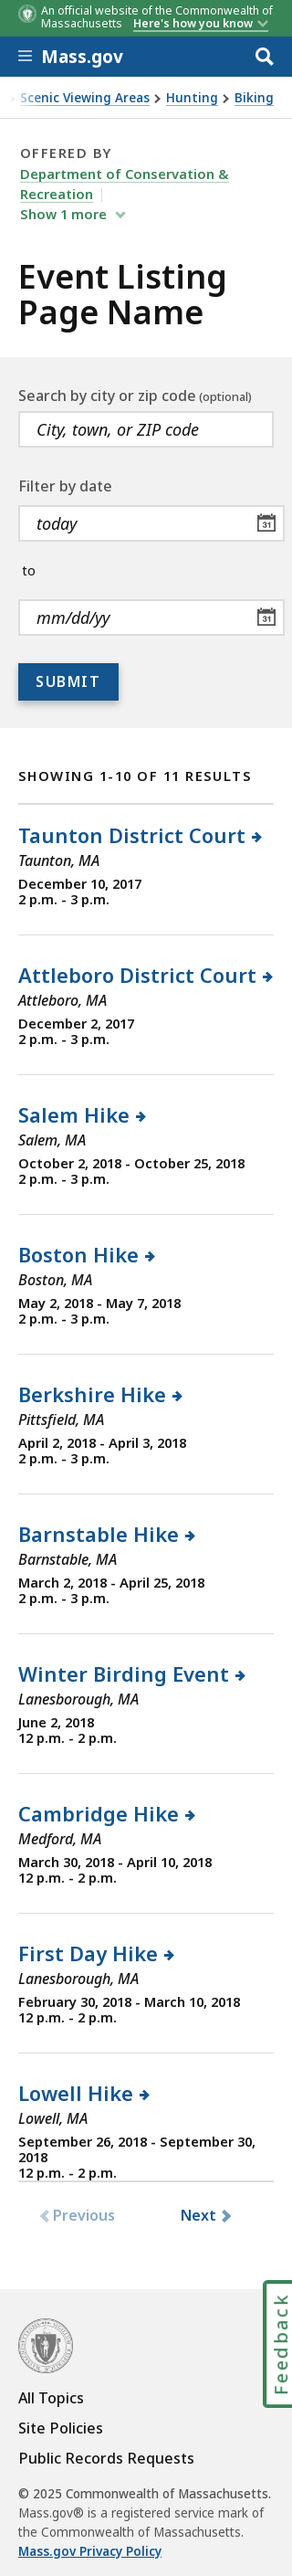 An official website of the Commonwealth of
Massachusetts Here's how you know
Mass.gov
Scenic Viewing Areas Hunting Biking
OFFERED BY
Department of Conservation &
Recreation
Show 1 more
Event Listing
Page Name
Search by city or zip code (optional)
City, town, or ZIP code
Filter by date
today 31
to
mm/dd/yy 31
SUBMIT
SHOWING 1-10 OF 11 RESULTS
Taunton District Court
Taunton, MA
December 10, 2017
2 p.m. - 3 p.m.
Attleboro District Court
Attleboro, MA
December 2, 2017
2 p.m. - 3 p.m.
Salem Hike
Salem, MA
October 2, 2018 - October 25, 2018
2 p.m. - 3 p.m.
Boston Hike
Boston, MA
May 2, 2018 - May 7, 2018
2 p.m. - 3 p.m.
Berkshire Hike
Pittsfield, MA
April 2, 2018 - April 3, 2018
2 p.m. - 3 p.m.
Barnstable Hike
Barnstable, MA
March 2, 2018 - April 25, 2018
2 p.m. - 3 p.m.
Winter Birding Event
Lanesborough, MA
June 2, 2018
12 p.m. - 2 p.m.
Cambridge Hike
Medford, MA
March 30, 2018 - April 10, 2018
12 p.m. - 2 p.m.
First Day Hike
Lanesborough, MA
February 30, 2018 - March 10, 2018
12 p.m. - 2 p.m.
Lowell Hike
Lowell, MA
September 26, 2018 - September 30,
2018
12 p.m. - 2 p.m.
Previous Next
Feedback
All Topics
Site Policies
Public Records Requests
© 2025 Commonwealth of Massachusetts.
Mass.gov® is a registered service mark of
the Commonwealth of Massachusetts.
Mass.gov Privacy Policy